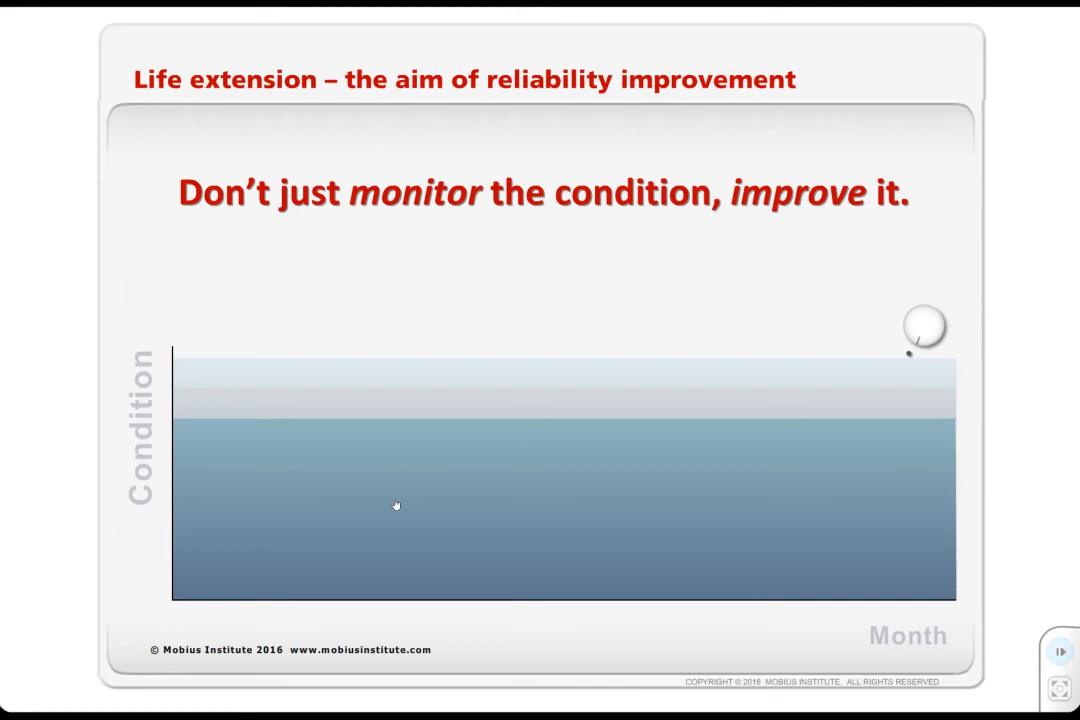 Life extension – the aim of reliability improvement
Don’t just monitor the condition, improve it.
Condition
Month
© Mobius Institute 2016 www.mobiusinstitute.com
COPYRIGHT © 2016 MOBIUS INSTITUTE. ALL RIGHTS RESERVED